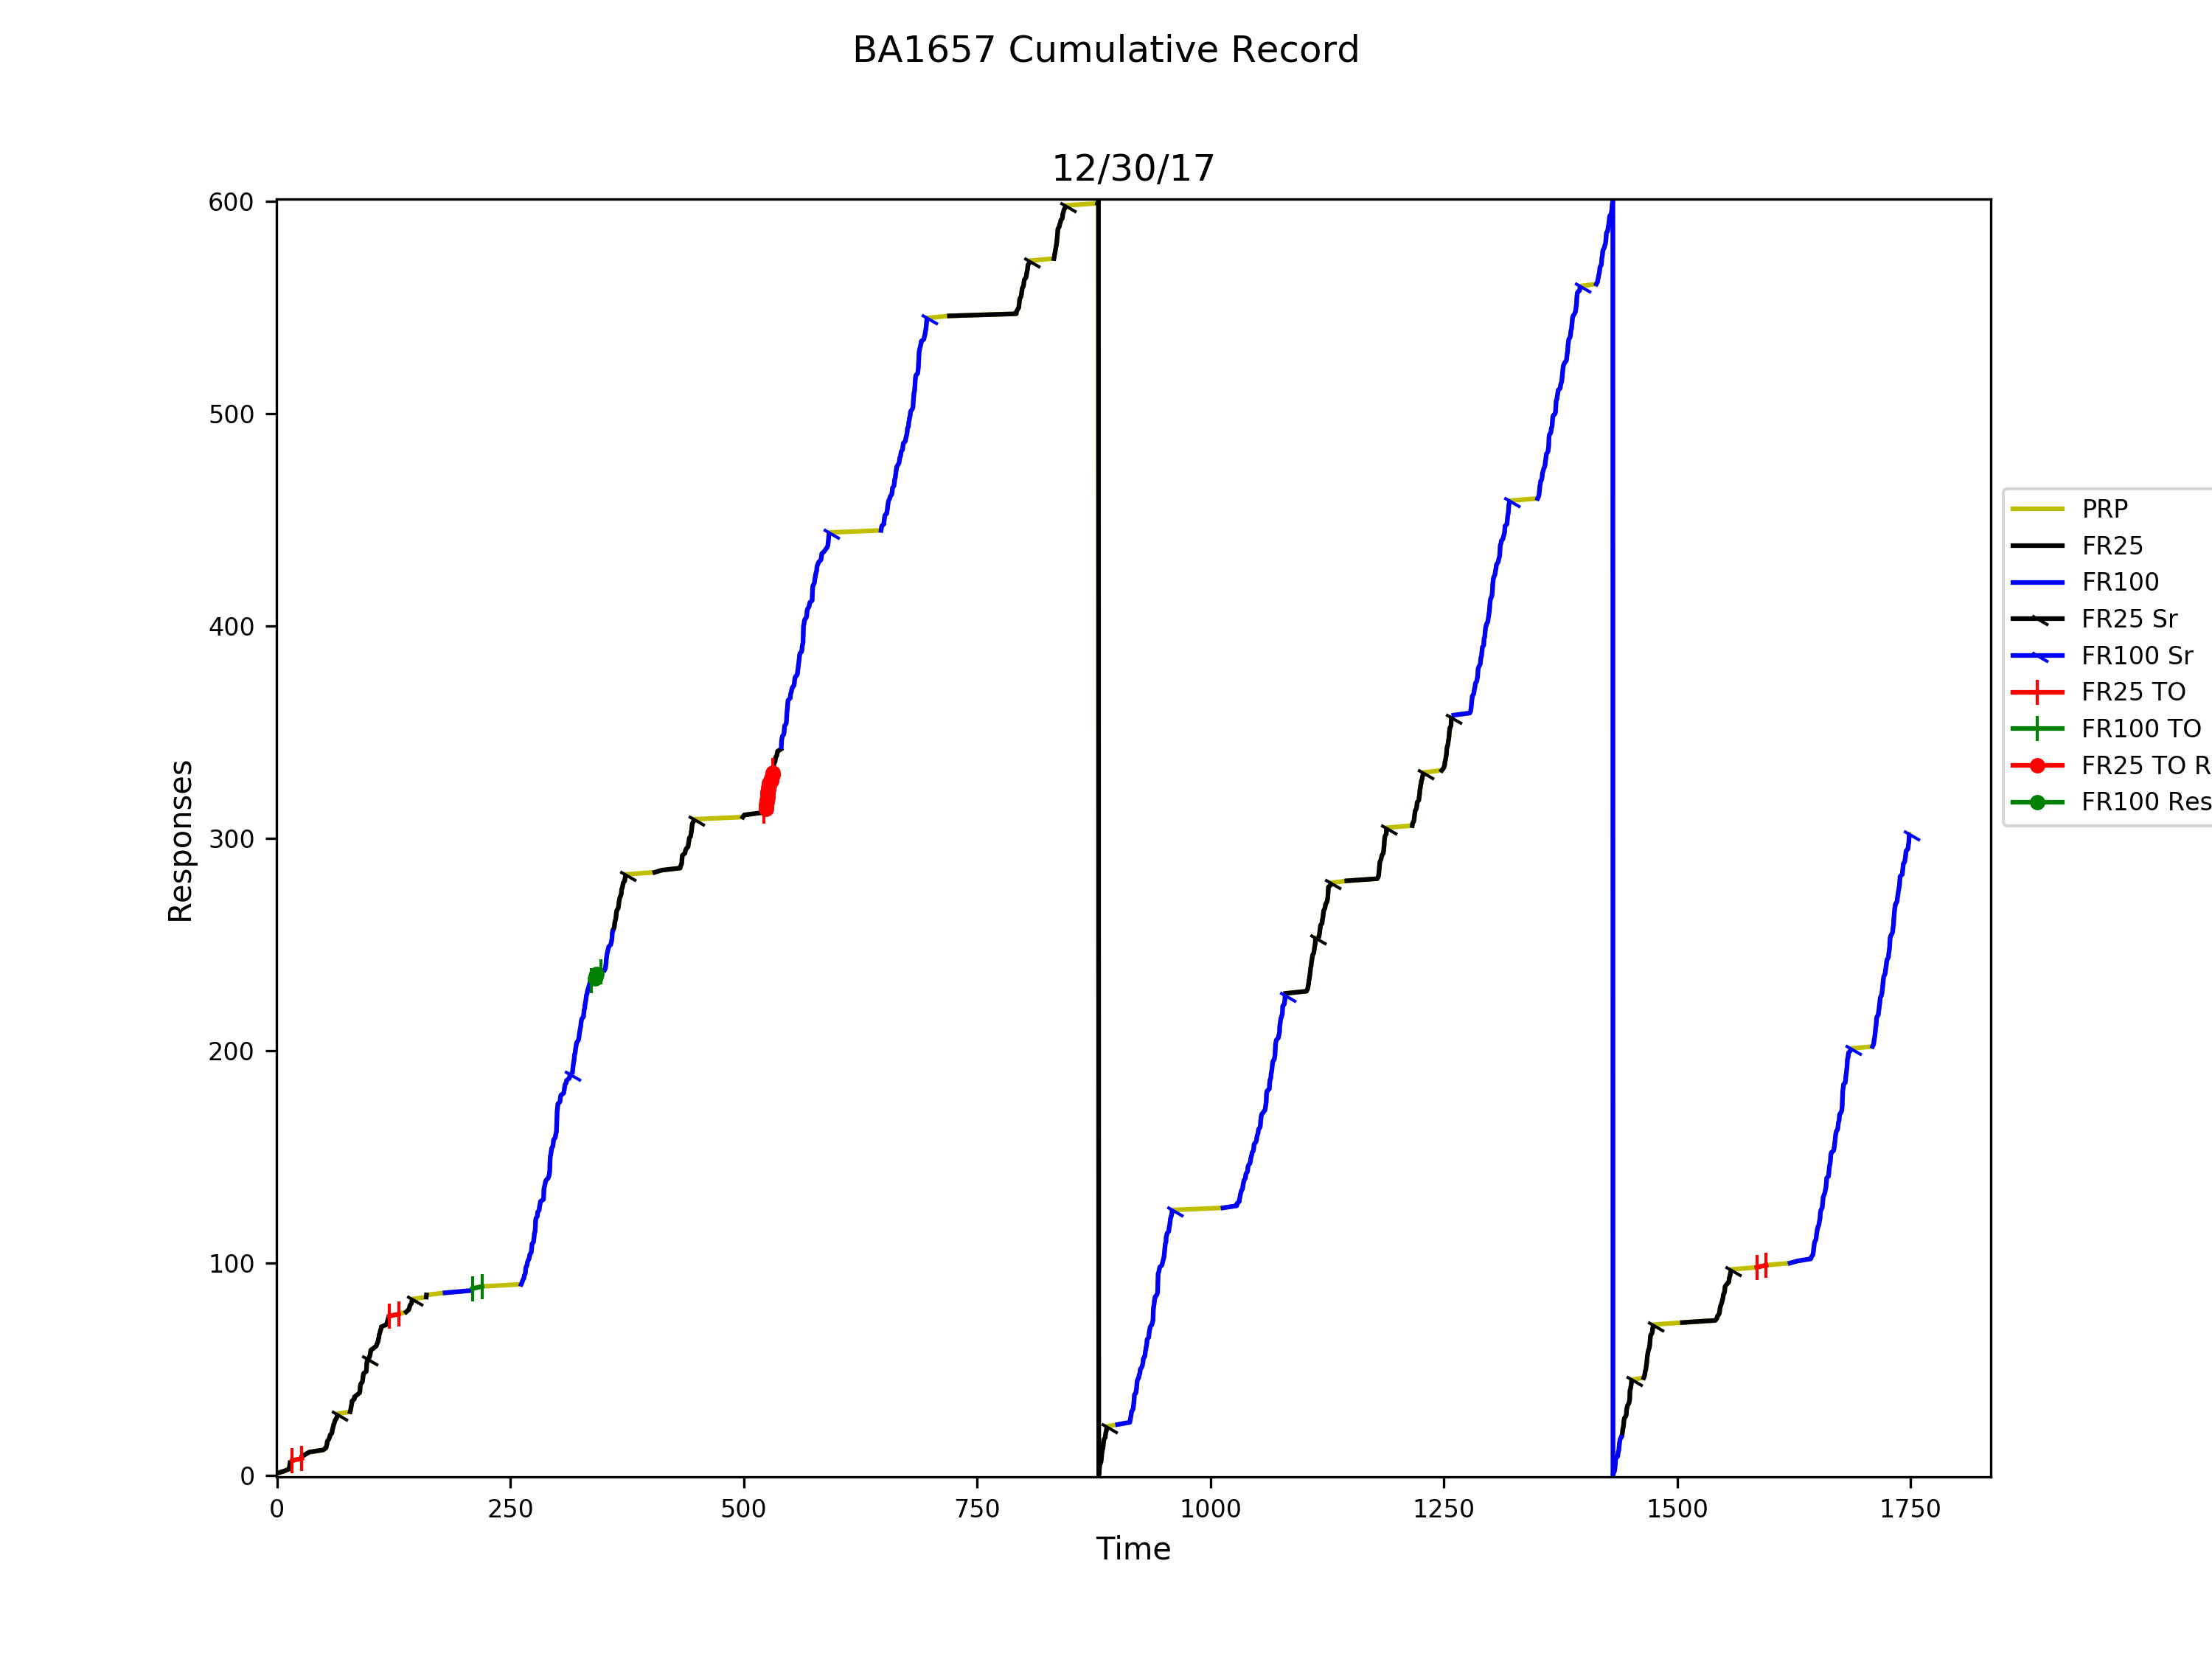 BA1657 Cumulative Record
12/30/17
600
500
400
300
200
100
0
Responses
0 250 500 750 1000 1250 1500 1750
Time
PRP
FR25
FR100
FR25 Sr
FR100 Sr
FR25 TO
FR100 TO
FR25 TO R
FR100 Res